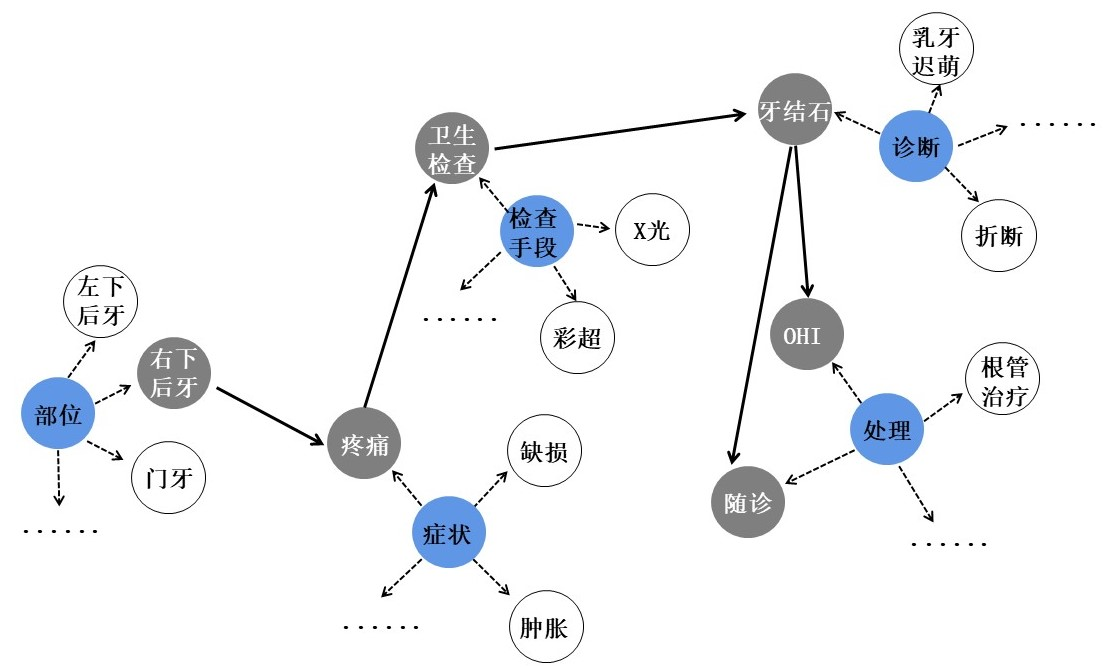 乳牙
迟萌
牙结石
······
诊断
卫生
检查
检查
手段
X光
折断
······
彩超
左下
后牙
右下
后牙
OHI
部位
根管
治疗
疼痛
处理
缺损
门牙
随诊
······
症状
······
······
肿胀